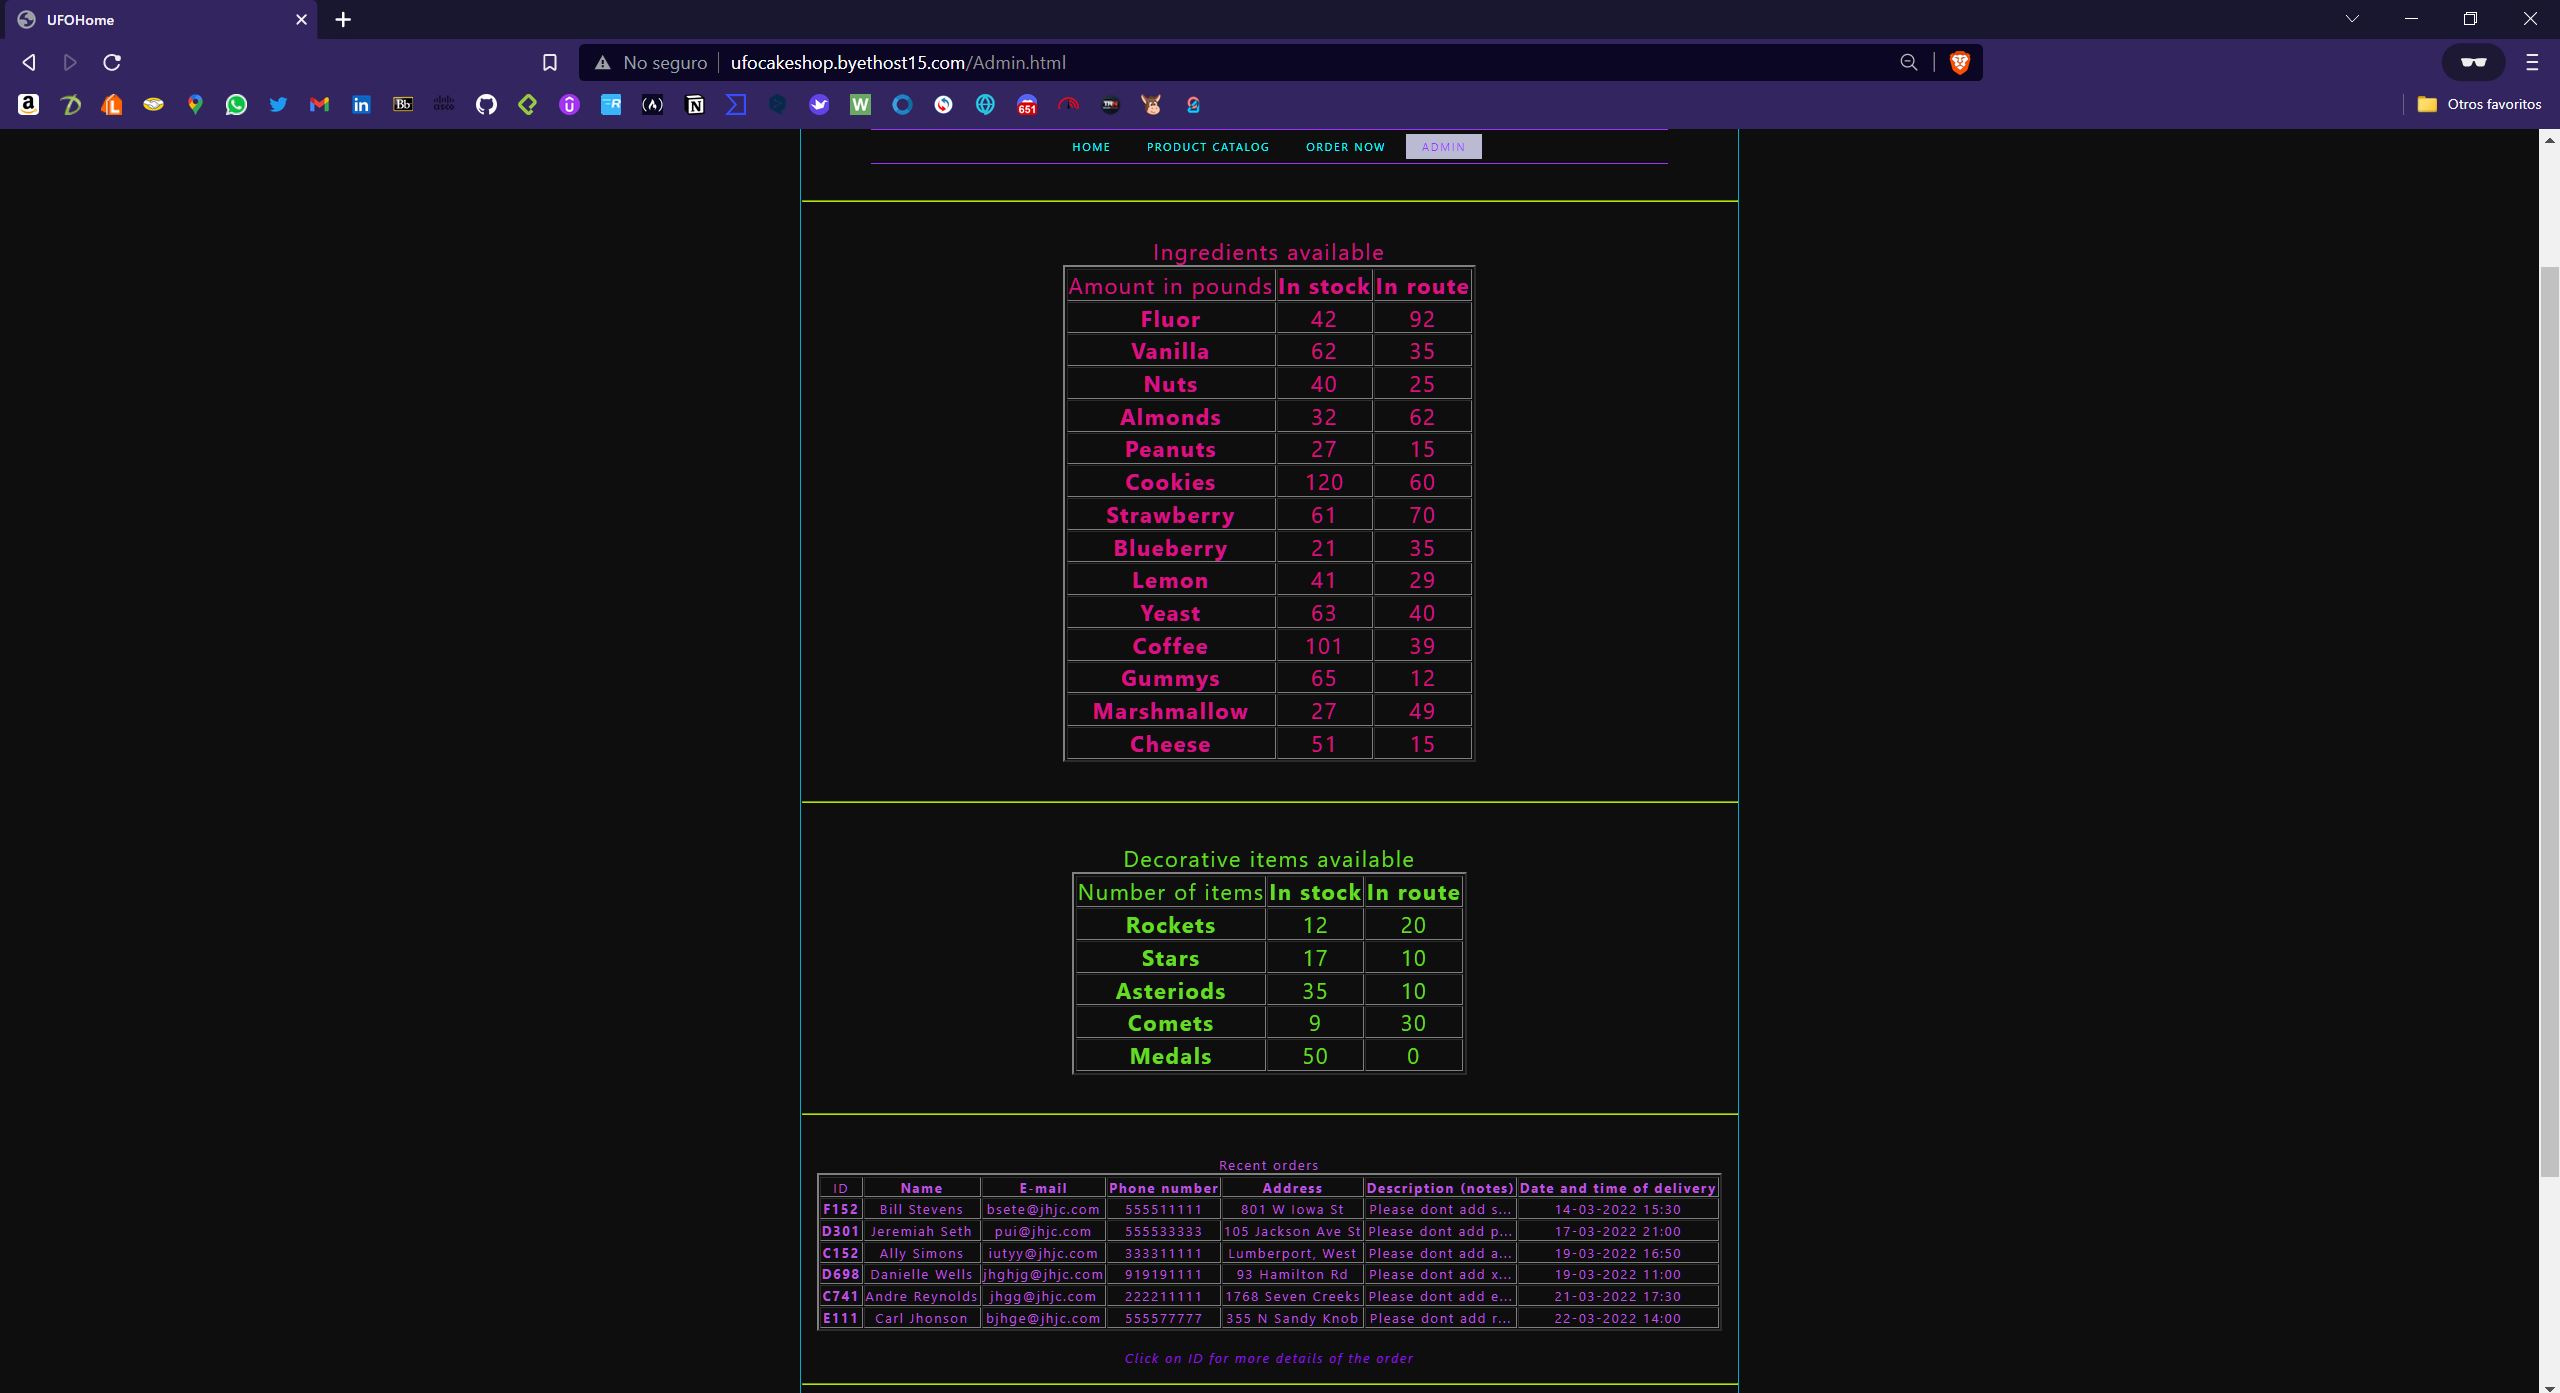 UFOHome
No seguro ufocakeshop.byethost15.com/Admin.html
Otros favoritos
HOME PRODUCT CATALOG ORDER NOW ADMIN
Ingredients available
Amount in pounds In stock In route
Fluor 42 92
Vanilla 62 35
Nuts 40 25
Almonds 32 62
Peanuts 27 15
Cookies 120 60
Strawberry 61 70
Blueberry 21 35
Lemon 41 29
Yeast 63 40
Coffee 101 39
Gummys 65 12
Marshmallow 27 49
Cheese 51 15
Decorative items available
Number of items In stock In route
Rockets 12 20
Stars 17 10
Asteriods 35 10
Comets 9 30
Medals 50 0
Recent orders
ID Name E-mail Phone number Address Description (notes) Date and time of delivery
F152 Bill Stevens bsete@jhjc.com 555511111 801 W Iowa St Please dont add s... 14-03-2022 15:30
D301 Jeremiah Seth pui@jhjc.com 555533333 105 Jackson Ave St Please dont add p... 17-03-2022 21:00
C152 Ally Simons iutyy@jhjc.com 333311111 Lumberport, West Please dont add a... 19-03-2022 16:50
D698 Danielle Wells jhghjg@jhjc.com 919191111 93 Hamilton Rd Please dont add x... 19-03-2022 11:00
C741 Andre Reynolds jhgg@jhjc.com 222211111 1768 Seven Creeks Please dont add e... 21-03-2022 17:30
E111 Carl Jhonson bjhge@jhjc.com 555577777 355 N Sandy Knob Please dont add r... 22-03-2022 14:00
Click on ID for more details of the order